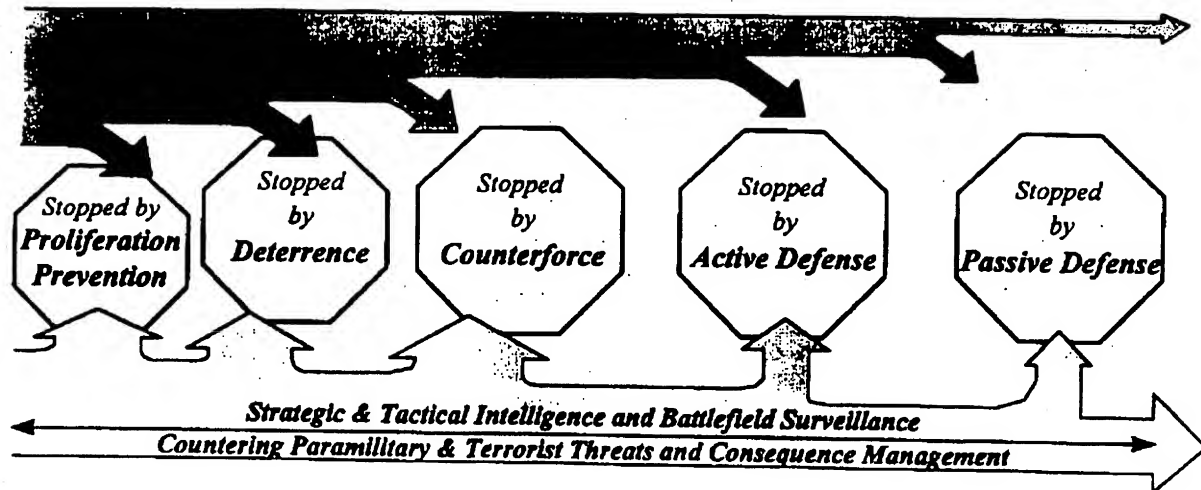 Stopped by
Proliferation
Prevention
Stopped
by
Deterrence
Stopped
by
Counterforce
Stopped
by
Active Defense
Stopped
by
Passive Defense
Strategic & Tactical Intelligence and Battlefield Surveillance
Countering Paramilitary & Terrorist Threats and Consequence Management